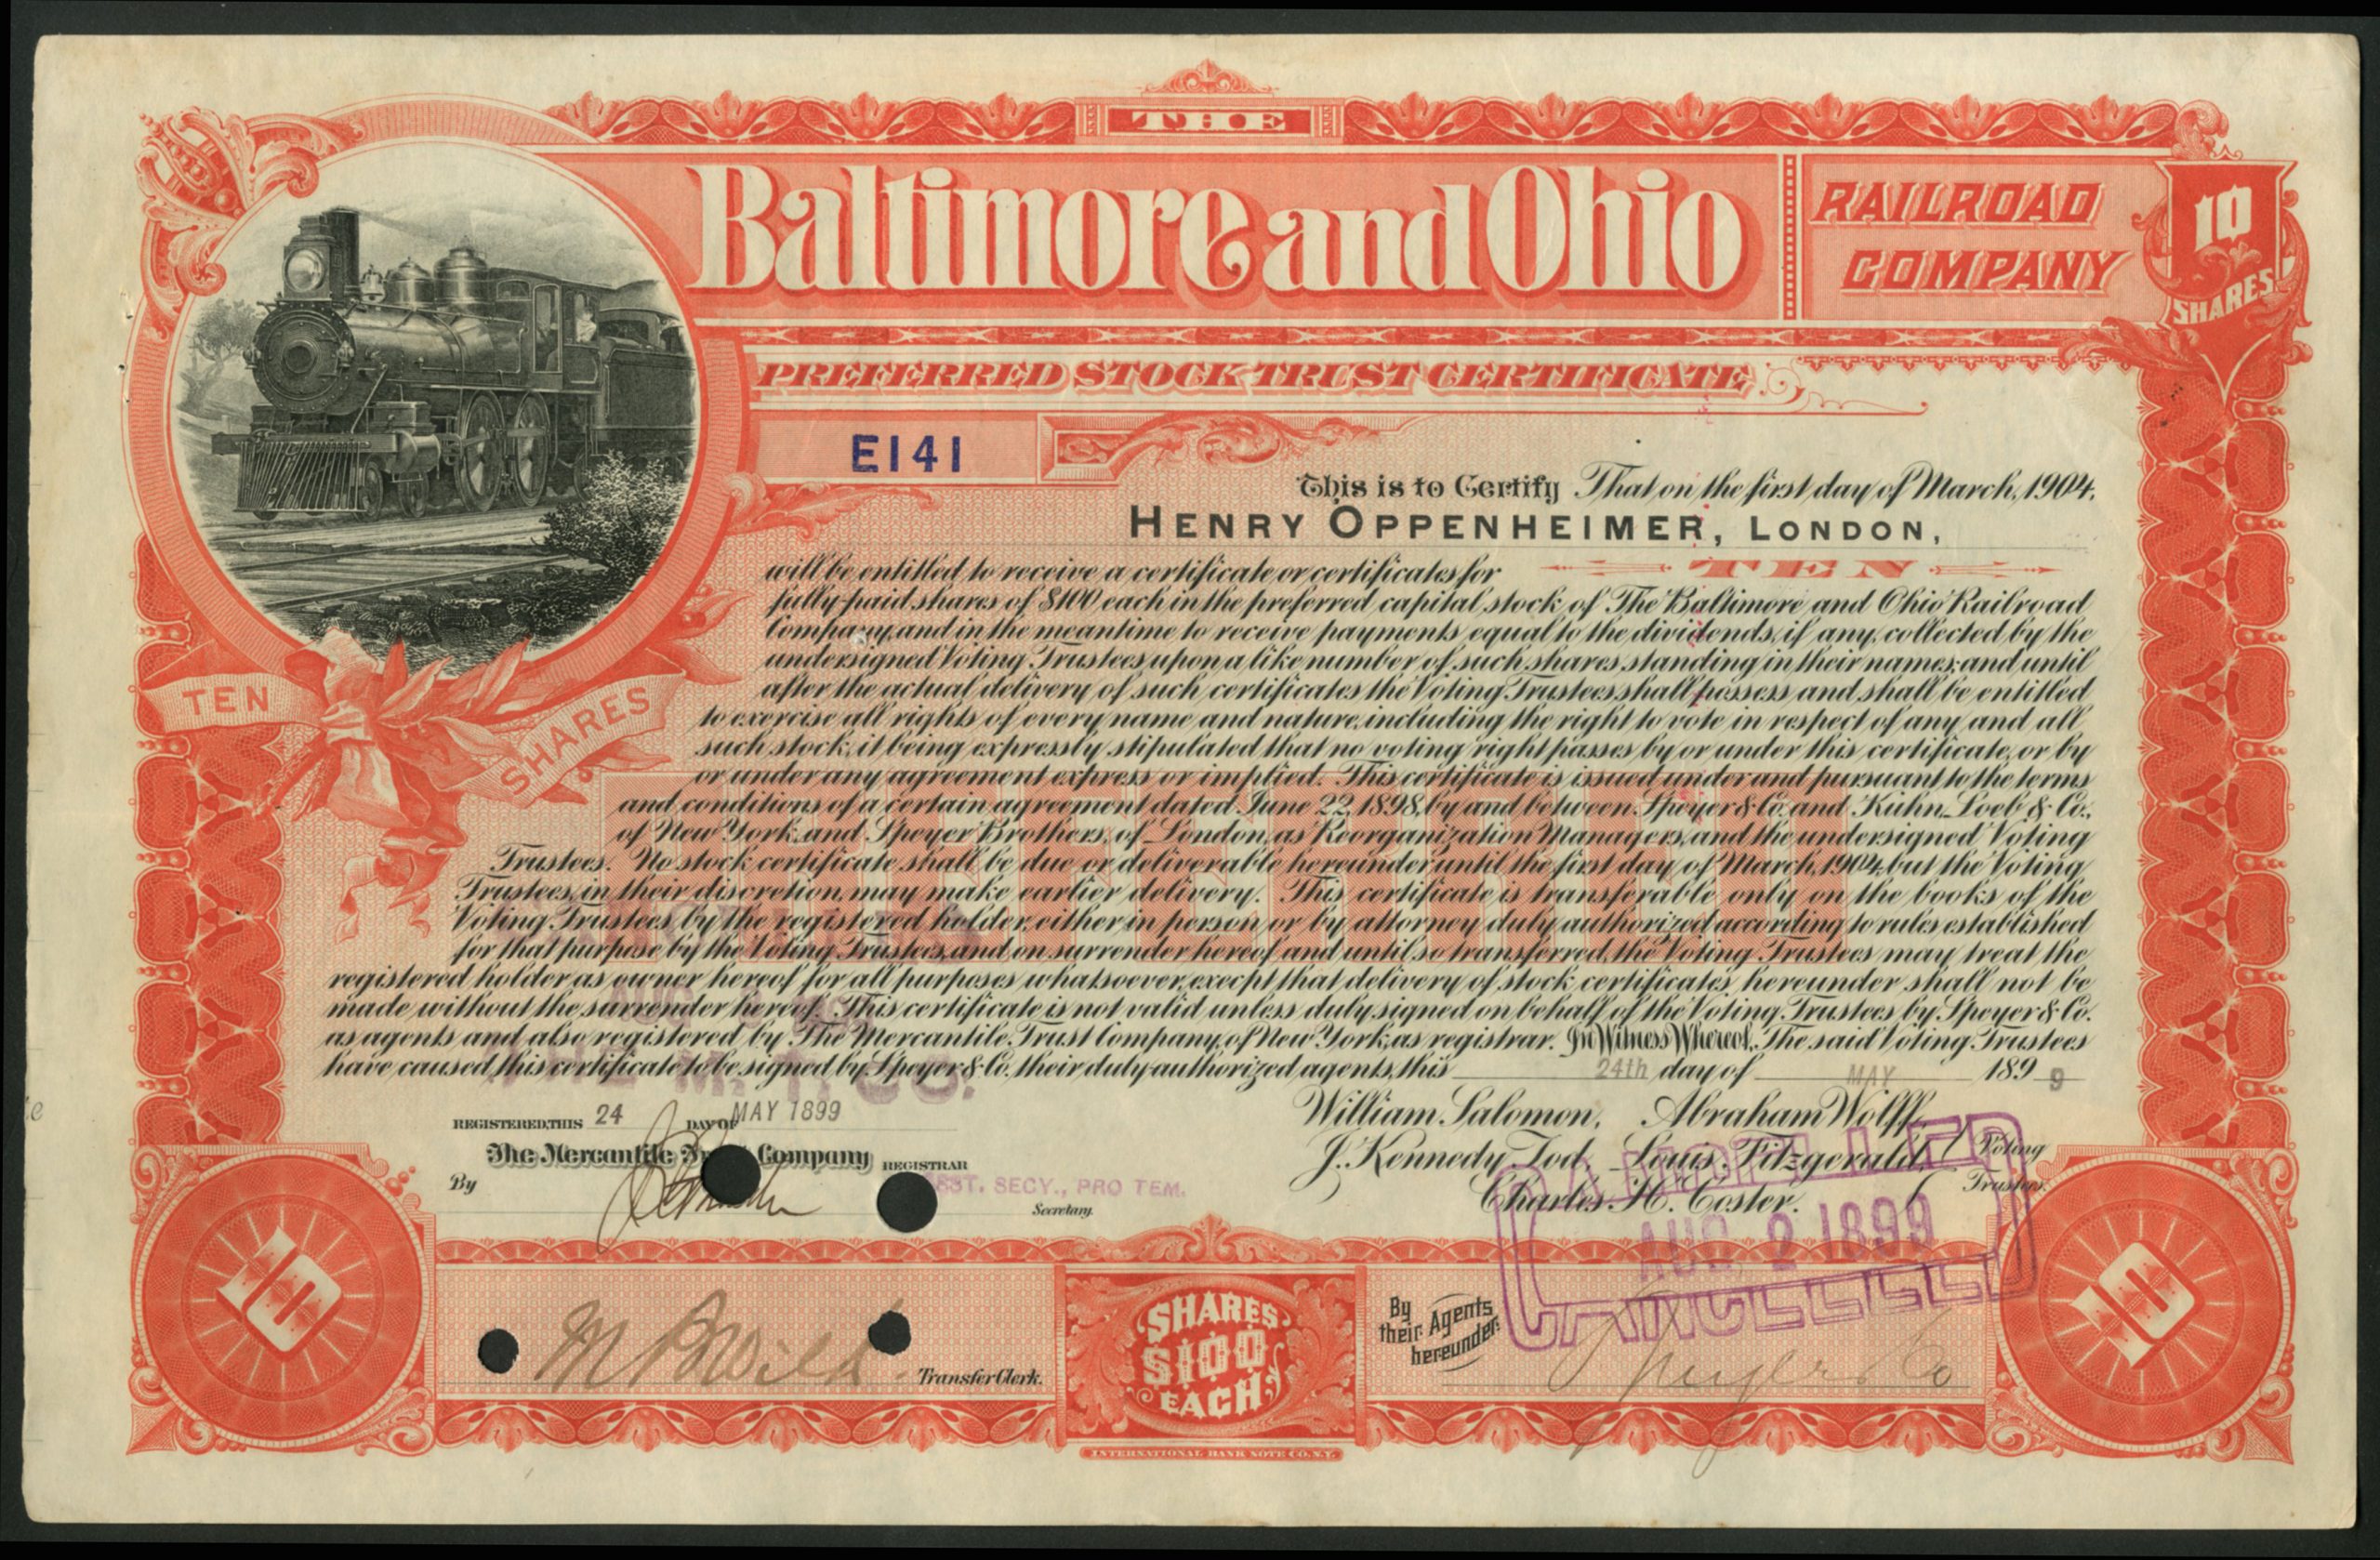 THE
Baltimore and Ohio
RAILROAD
COMPANY
10
SHARES
PREFERRED STOCK TRUST CERTIFICATE
E141
This is to Certify That on the first day of March, 1904,
HENRY OPPENHEIMER, LONDON,
will be entitled to receive a certificate or certificates for TEN
fully-paid shares of $100 each in the preferred capital stock of The Baltimore and Ohio Railroad
Company, and in the meantime to receive payments equal to the dividends, if any, collected by the
undersigned Voting Trustees upon a like number of such shares standing in their names; and until
after the actual delivery of such certificates the Voting Trustees shall possess and shall be entitled
to exercise all rights of every name and nature, including the right to vote in respect of any and all
such stock, it being expressly stipulated that no voting right passes by or under this certificate, or by
or under any agreement express or implied. This certificate is issued under and pursuant to the terms
and conditions of a certain agreement dated June 22, 1898, by and between Speyer & Co. and Kuhn, Loeb & Co.,
of New York, and Speyer Brothers, of London, as Reorganization Managers, and the undersigned Voting
Trustees. No stock certificate shall be due or deliverable hereunder until the first day of March, 1904, but the Voting
Trustees, in their discretion, may make earlier delivery. This certificate is transferable only on the books of the
Voting Trustees by the registered holder, either in person or by attorney duly authorized according to rules established
for that purpose by the Voting Trustees, and on surrender hereof and until so transferred, the Voting Trustees may treat the
registered holder as owner hereof for all purposes whatsoever, except that delivery of stock certificates, hereunder shall not be
made without the surrender hereof. This certificate is not valid unless duly signed on behalf of the Voting Trustees by Speyer & Co.
as agents and also registered by The Mercantile Trust Company, of New York, as registrar. In Witness Whereof, The said Voting Trustees
have caused this certificate to be signed by Speyer & Co., their duly authorized agents, this 24th day of MAY 1899
TEN
SHARES
REGISTERED, THIS 24 DAY OF MAY 1899
The Mercantile Trust Company REGISTRAR
By
SST. SECY., PRO TEM.
Secretary.
William Salomon, Abraham Wolff,
J. Kennedy Tod, Louis Fitzgerald,
Charles H. Coster.
Voting
Trustees.
CANCELLED
AUG 2 1899
CANCELLED
10
Transfer Clerk.
SHARES
$100
EACH
By
their Agents
hereunder:
Speyer & Co
10
INTERNATIONAL BANK NOTE CO. N.Y.